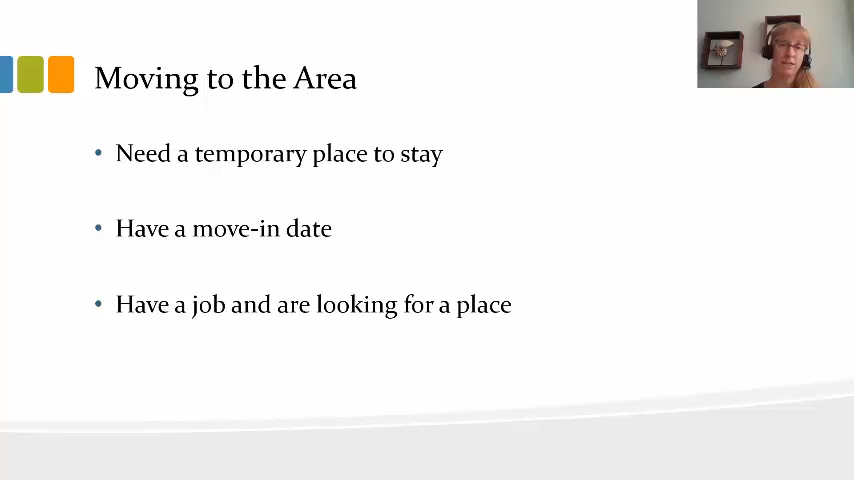 Moving to the Area
• Need a temporary place to stay
• Have a move-in date
• Have a job and are looking for a place